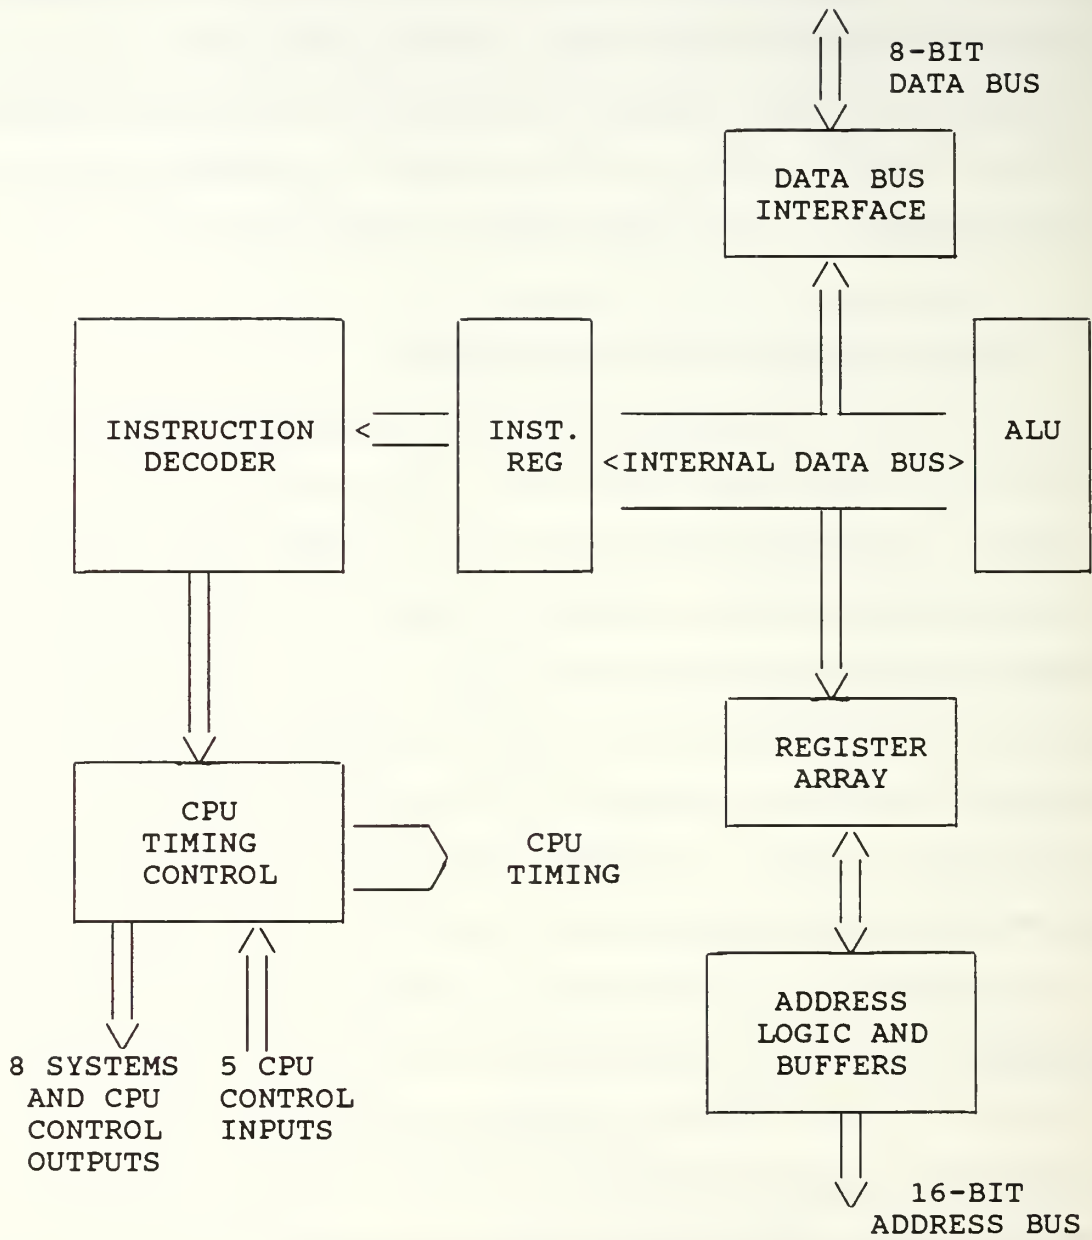 8-BIT
DATA BUS
DATA BUS
INTERFACE
INSTRUCTION
DECODER
<
INST.
REG
<INTERNAL DATA BUS>
ALU
REGISTER
ARRAY
CPU
TIMING
CONTROL
CPU
TIMING
ADDRESS
LOGIC AND
BUFFERS
8 SYSTEMS
AND CPU
CONTROL
OUTPUTS
5 CPU
CONTROL
INPUTS
16-BIT
ADDRESS BUS